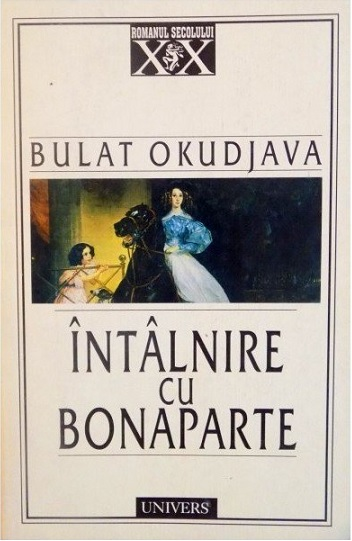 ROMANUL SECOLULUI
XX
BULAT OKUDJAVA
ÎNTÂLNIRE
CU
BONAPARTE
UNIVERS